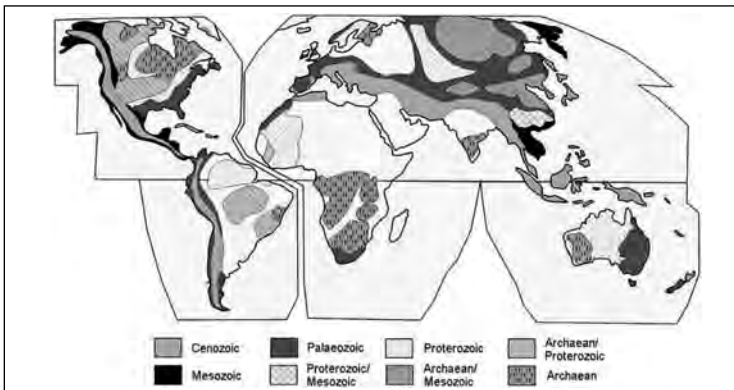 Cenozoic
Palaeozoic
Proterozoic
Archaean/
Proterozoic
Mesozoic
Proterozoic/
Mesozoic
Archaean/
Mesozoic
Archaean